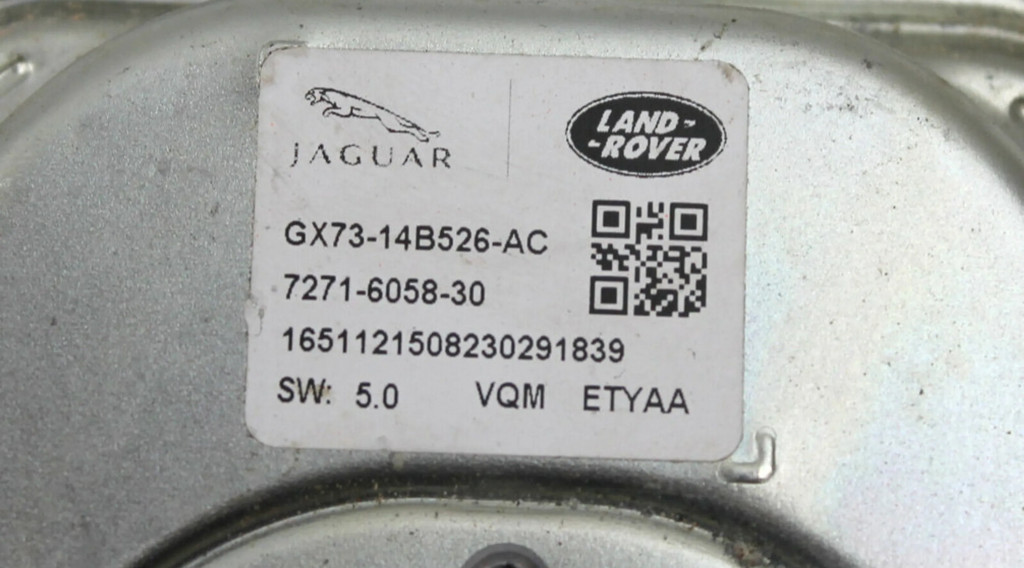 JAGUAR
LAND-
-ROVER
GX73-14B526-AC
7271-6058-30
1651121508230291839
SW: 5.0 VQM ETYAA